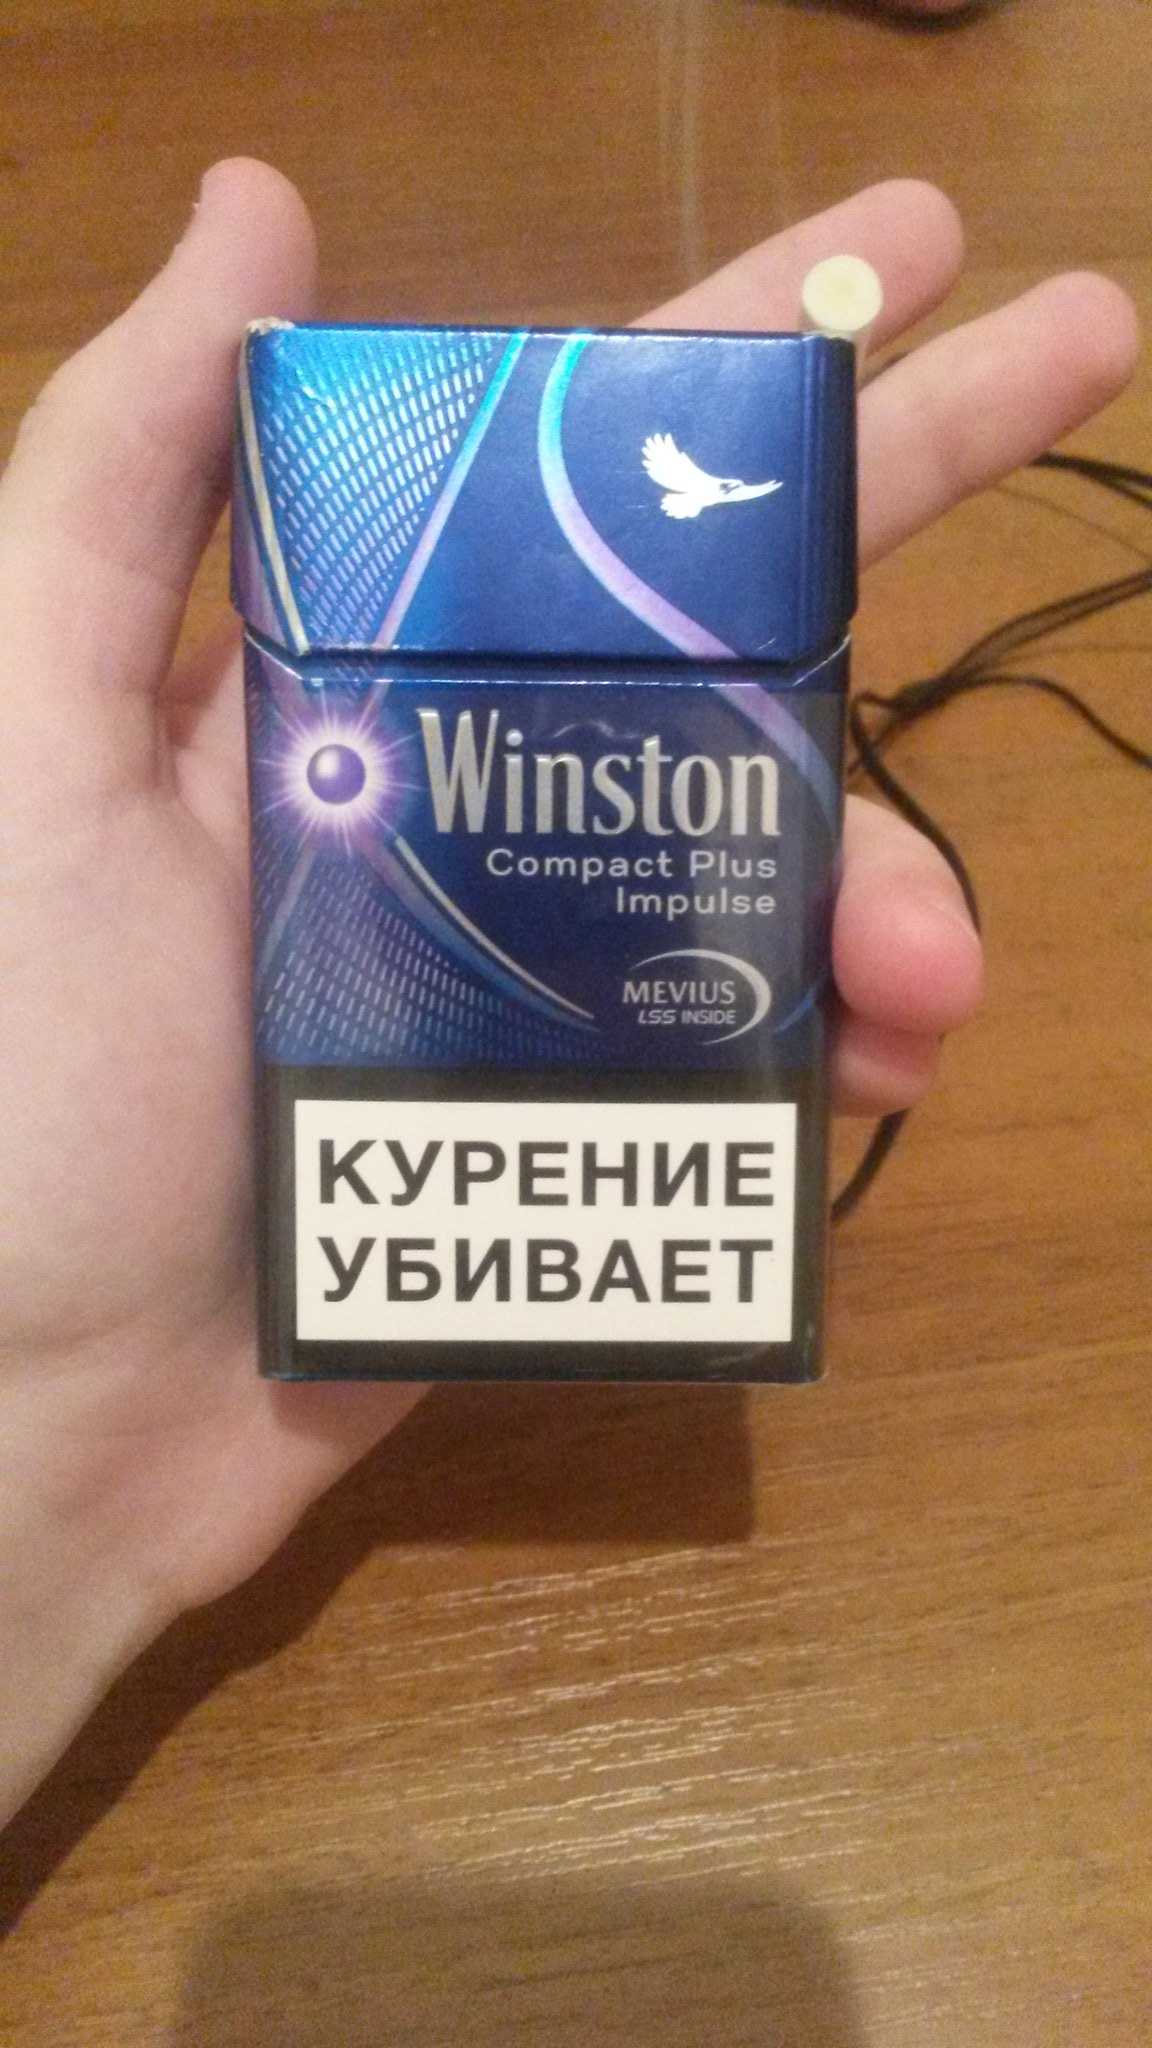 Winston
Compact Plus
Impulse
MEVIUS
LSS INSIDE
КУРЕНИЕ
УБИВАЕТ